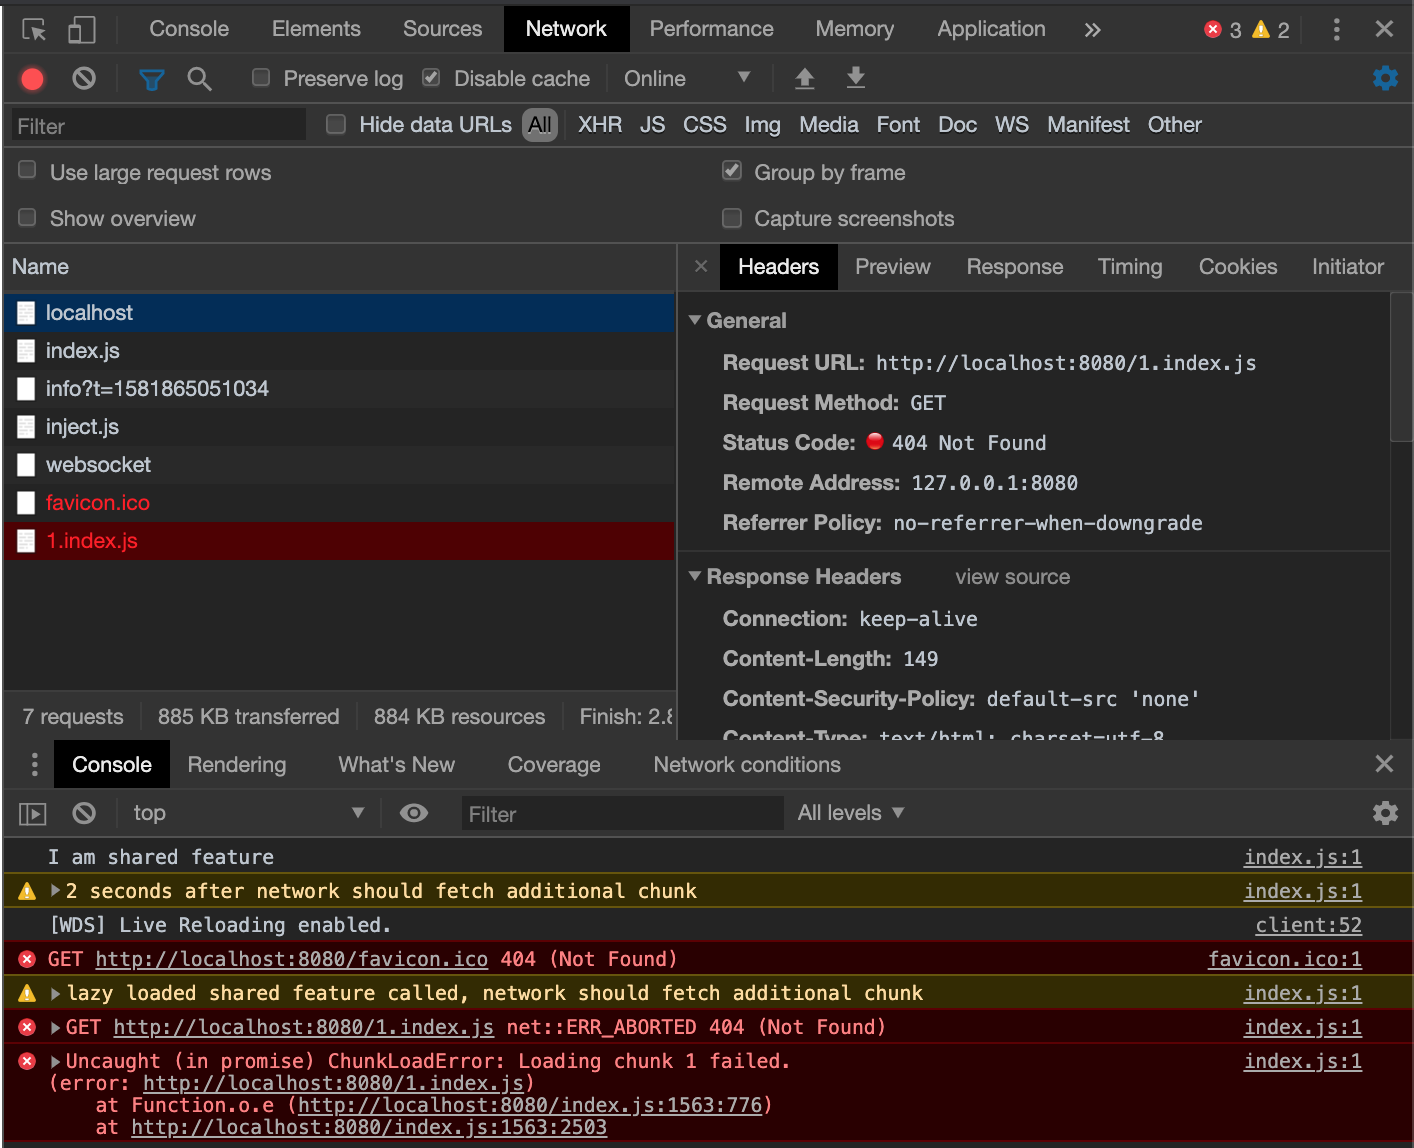 Console Elements Sources Network Performance Memory Application » 3 2
Preserve log Disable cache Online
Filter Hide data URLs All XHR JS CSS Img Media Font Doc WS Manifest Other
Use large request rows Group by frame
Show overview Capture screenshots
Name
localhost
index.js
info?t=1581865051034
inject.js
websocket
favicon.ico
1.index.js
7 requests 885 KB transferred 884 KB resources Finish: 2.8
Headers Preview Response Timing Cookies Initiator
General
Request URL: http://localhost:8080/1.index.js
Request Method: GET
Status Code: 404 Not Found
Remote Address: 127.0.0.1:8080
Referrer Policy: no-referrer-when-downgrade
Response Headers view source
Connection: keep-alive
Content-Length: 149
Content-Security-Policy: default-src 'none'
Content-Type: text/html; charset=utf-8
Console Rendering What's New Coverage Network conditions
top Filter All levels
I am shared feature index.js:1
2 seconds after network should fetch additional chunk index.js:1
[WDS] Live Reloading enabled. client:52
GET http://localhost:8080/favicon.ico 404 (Not Found) favicon.ico:1
lazy loaded shared feature called, network should fetch additional chunk index.js:1
GET http://localhost:8080/1.index.js net::ERR_ABORTED 404 (Not Found) index.js:1
Uncaught (in promise) ChunkLoadError: Loading chunk 1 failed. index.js:1
(error: http://localhost:8080/1.index.js)
at Function.o.e (http://localhost:8080/index.js:1563:776)
at http://localhost:8080/index.js:1563:2503